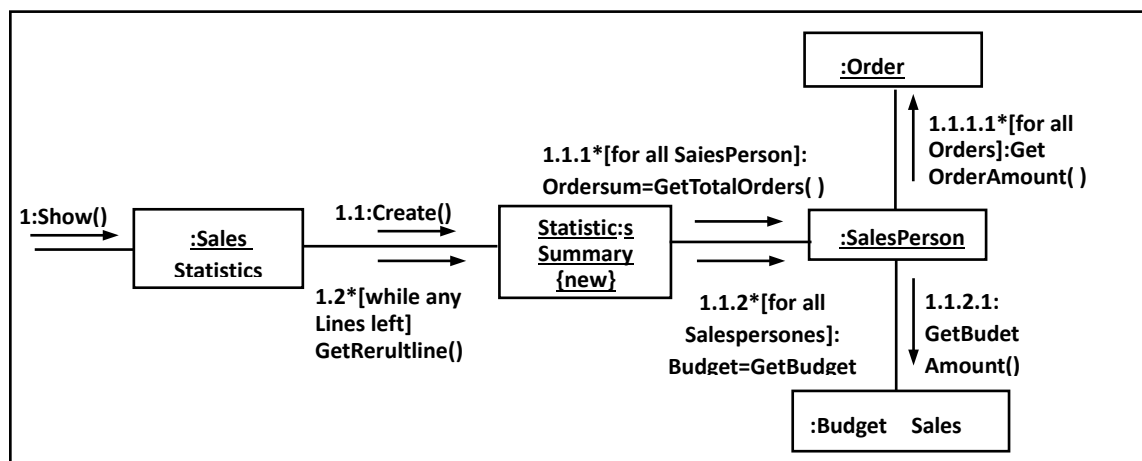 :Order
1.1.1.1*[for all
Orders]:Get
OrderAmount( )
1.1.1*[for all SaiesPerson]:
Ordersum=GetTotalOrders( )
1:Show()
:Sales
Statistics
1.1:Create()
Statistic:s
Summary
{new}
:SalesPerson
1.2*[while any
Lines left]
GetRerultline()
1.1.2*[for all
Salespersones]:
Budget=GetBudget
1.1.2.1:
GetBudet
Amount()
:Budget Sales